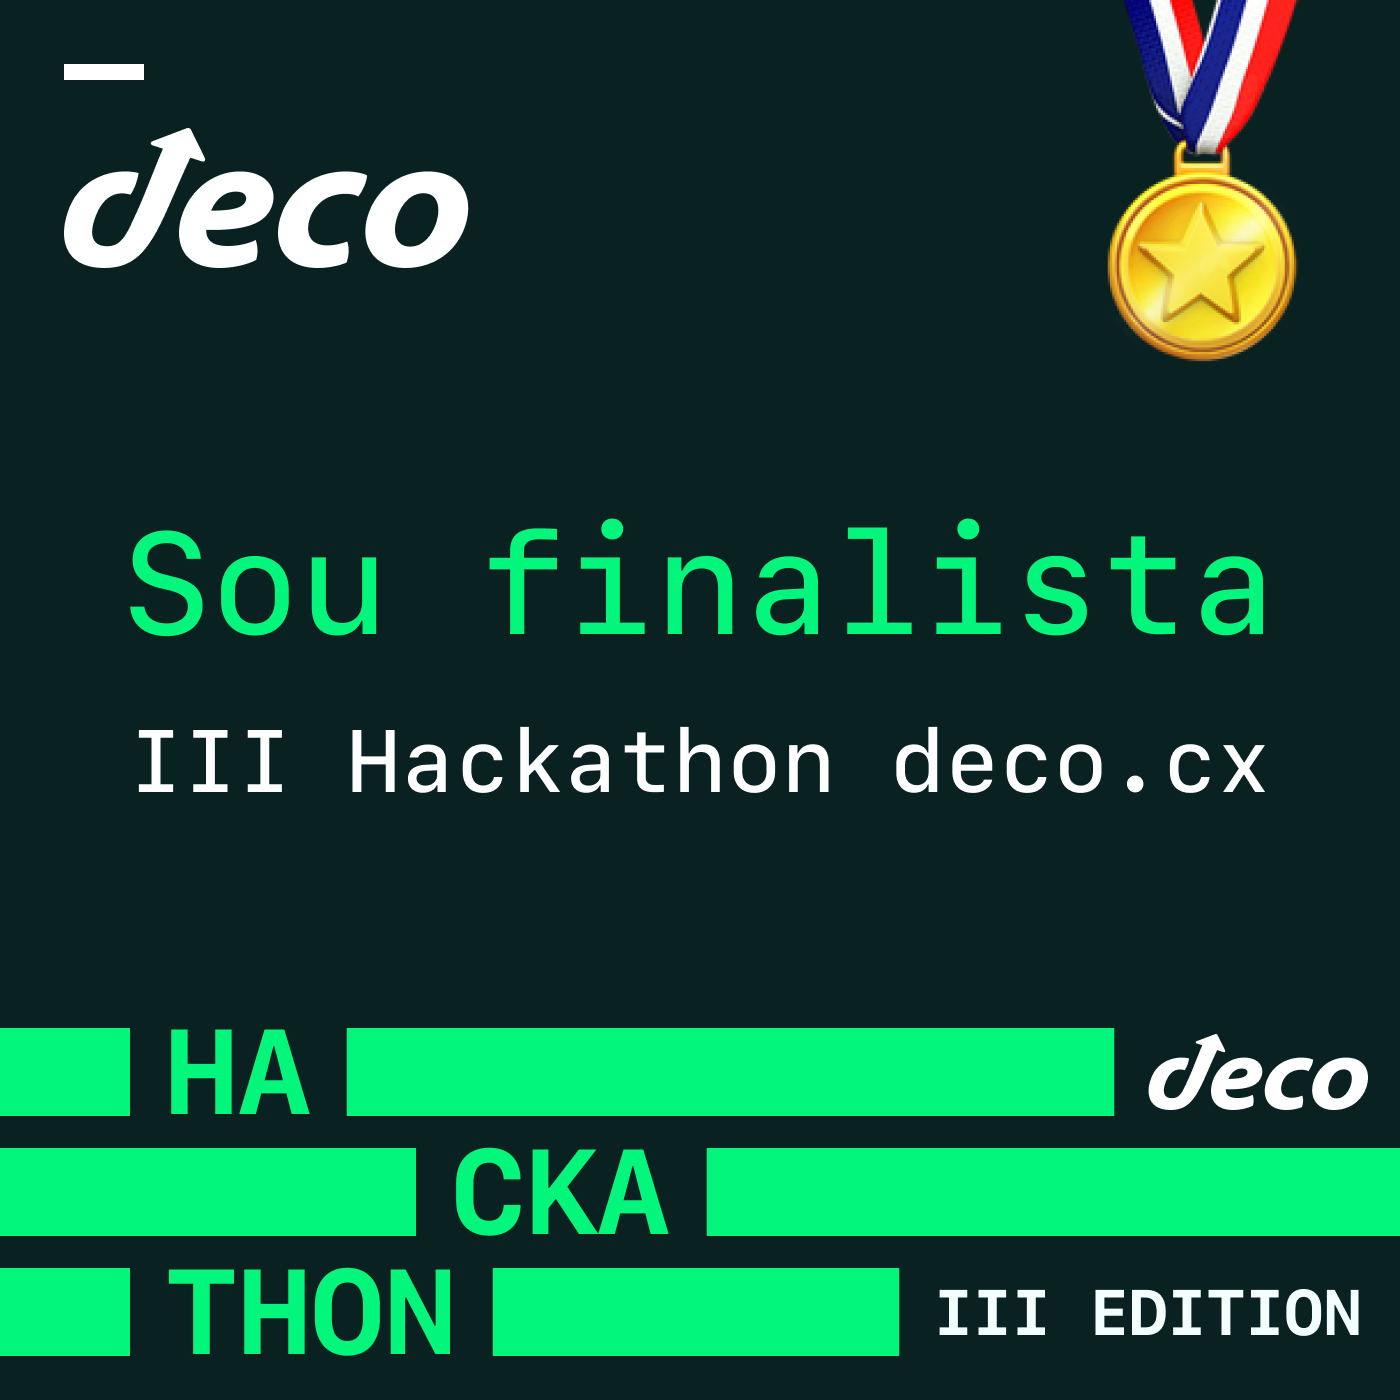 deco
Sou finalista
III Hackathon deco.cx
HA
deco
CKA
THON
III EDITION